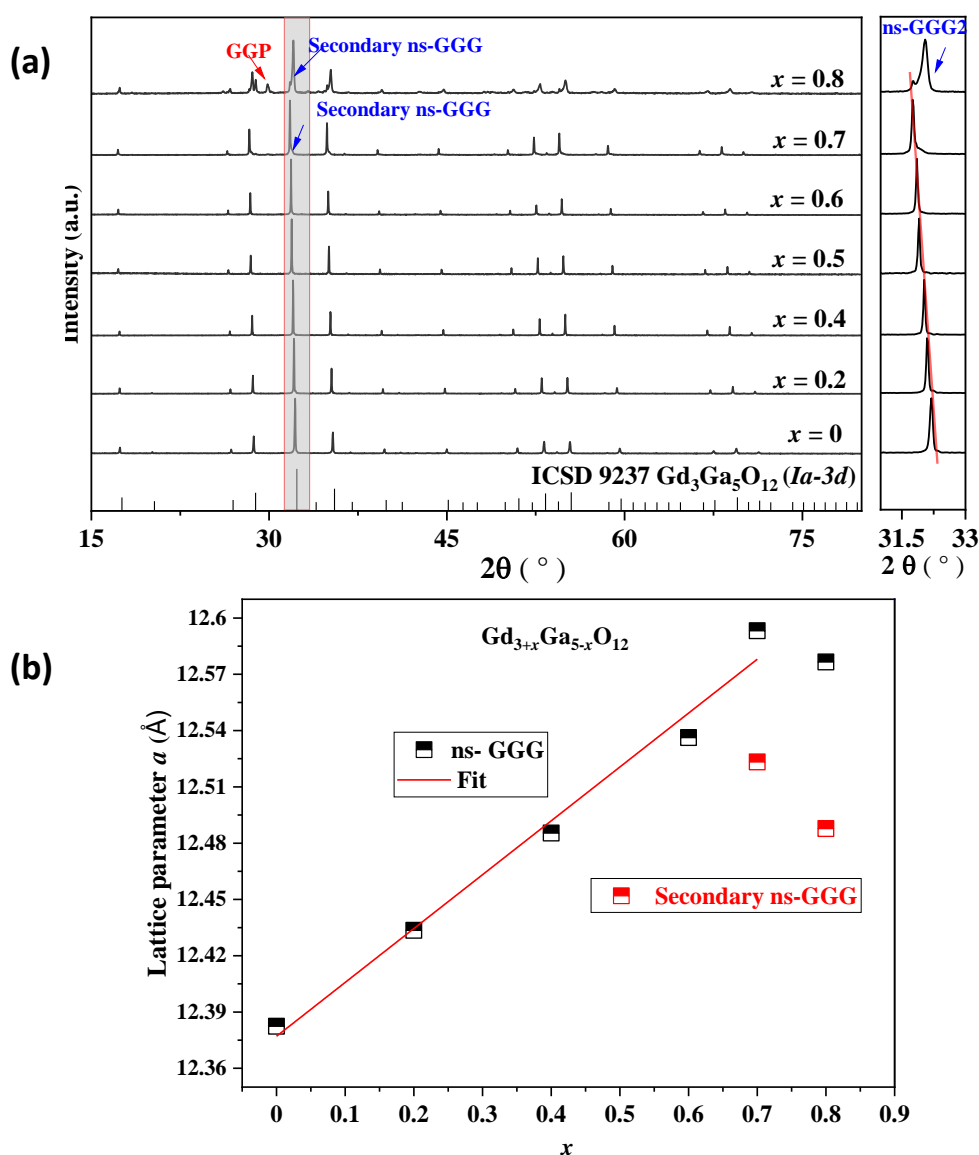 (a)
GGP
Secondary ns-GGG
Secondary ns-GGG
x = 0.8
x = 0.7
x = 0.6
x = 0.5
x = 0.4
x = 0.2
x = 0
ICSD 9237 Gd3Ga5O12 (Ia-3d)
Intensity (a.u.)
15 30 45 60 75
2θ ( ° )
ns-GGG2
31.5 33
2 θ ( ° )
(b)
Gd3+xGa5-xO12
ns- GGG
Fit
Secondary ns-GGG
Lattice parameter a (Å)
12.6
12.57
12.54
12.51
12.48
12.45
12.42
12.39
12.36
0 0.1 0.2 0.3 0.4 0.5 0.6 0.7 0.8 0.9
x